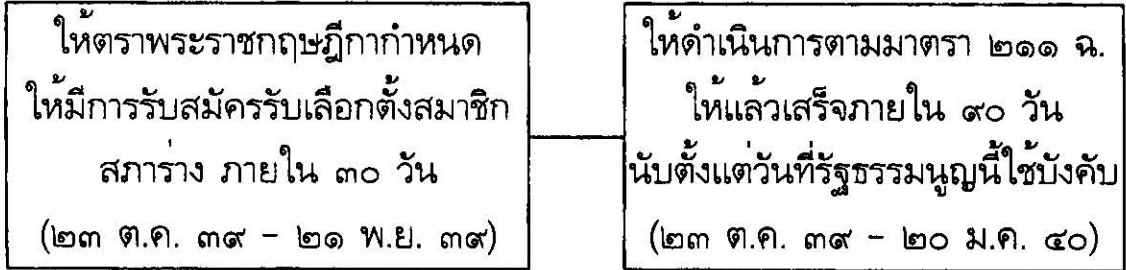 ให้ตราพระราชกฤษฎีกากำหนด
ให้มีการรับสมัครรับเลือกตั้งสมาชิก
สภาร่าง ภายใน ๓๐ วัน
(๒๓ ต.ค. ๓๙ - ๒๑ พ.ย. ๓๙)
ให้ดำเนินการตามมาตรา ๒๑๑ ฉ.
ให้แล้วเสร็จภายใน ๙๐ วัน
นับตั้งแต่วันที่รัฐธรรมนูญนี้ใช้บังคับ
(๒๓ ต.ค. ๓๙ - ๒๐ ม.ค. ๔๐)